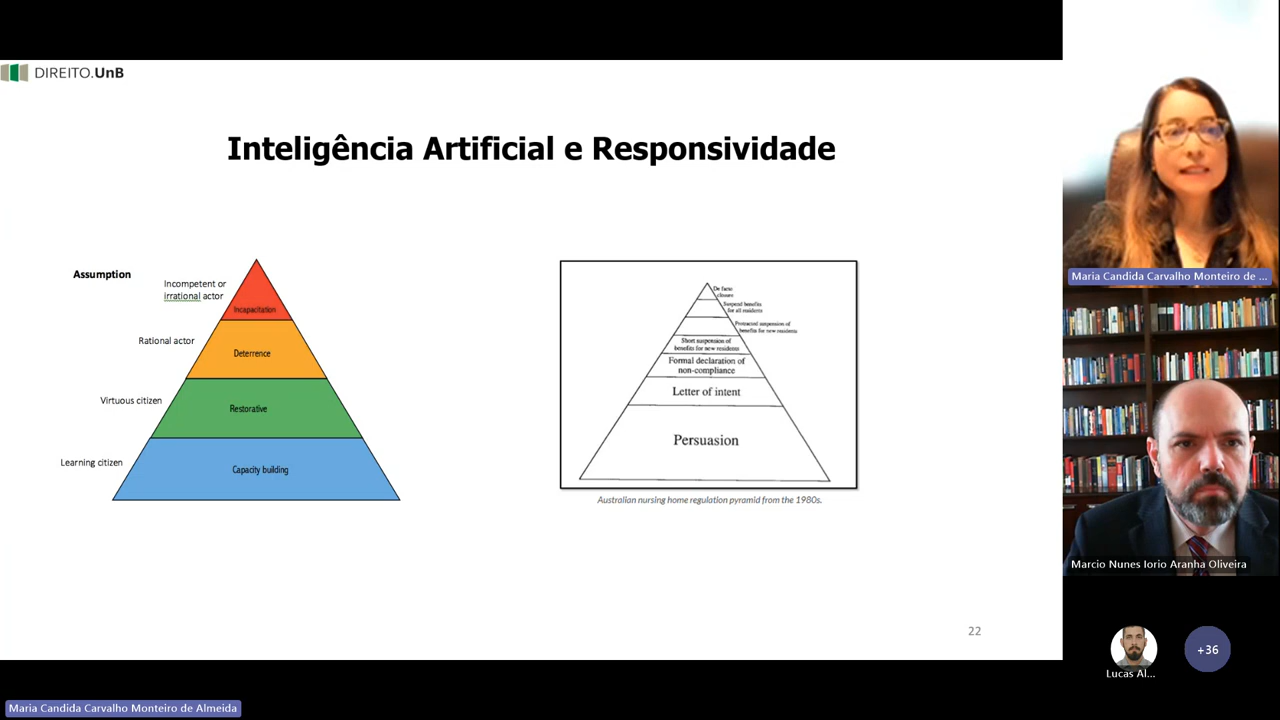 DIREITO.UnB
Inteligência Artificial e Responsividade
Assumption
Incompetent or
irrational actor
Incapacitation
Rational actor
Deterrence
Virtuous citizen
Restorative
Learning citizen
Capacity building
De facto
closure
Suspend benefits
for all residents
Protracted suspension of
benefits for new residents
Short suspension of
benefits for new residents
Formal declaration of
non-compliance
Letter of intent
Persuasion
Australian nursing home regulation pyramid from the 1980s.
22
Maria Candida Carvalho Monteiro de ...
Marcio Nunes Iorio Aranha Oliveira
Lucas Al...
+36
Maria Candida Carvalho Monteiro de Almeida